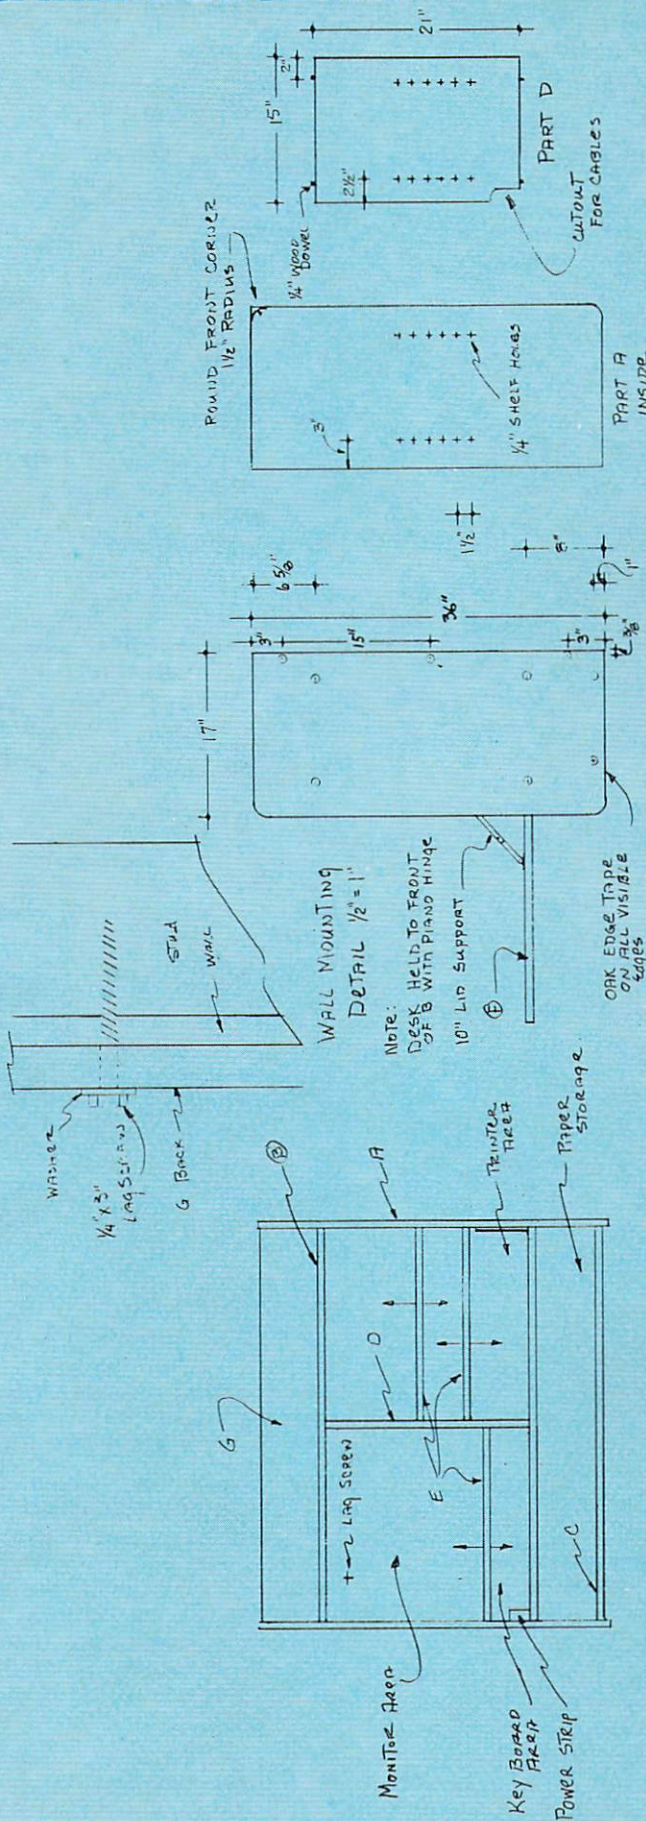 WASHER
1/4" X 3"
LAG SCREW
G BACK
STUD
WALL
WALL MOUNTING
DETAIL 1/2" = 1"
G
B
A
D
+ LAG SCREW
E
MONITOR AREA
KEY BOARD
AREA
POWER STRIP
C
PRINTER
AREA
PAPER
STORAGE
NOTE:
DESK HELD TO FRONT
OF B WITH PIANO HINGE
10" LID SUPPORT
17"
3"
15"
36"
6 5/8"
1 1/2"
8"
3"
1"
3/8"
OAK EDGE TAPE
ON ALL VISIBLE
EDGES
ROUND FRONT CORNER
1 1/2" RADIUS
3"
1/4" SHELF HOLES
PART A
INSIDE
15"
2"
21"
1/4" WOOD
DOWEL
2 1/2"
PART D
CUTOUT
FOR CABLES